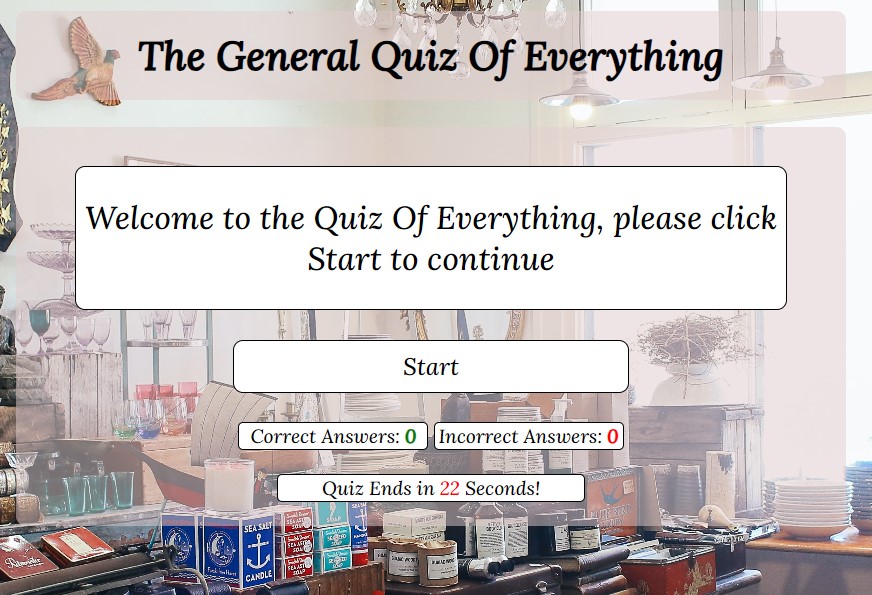 The General Quiz Of Everything
Welcome to the Quiz Of Everything, please click
Start to continue
Start
Correct Answers: 0 Incorrect Answers: 0
Quiz Ends in 22 Seconds!
SEA SALT
CANDLE